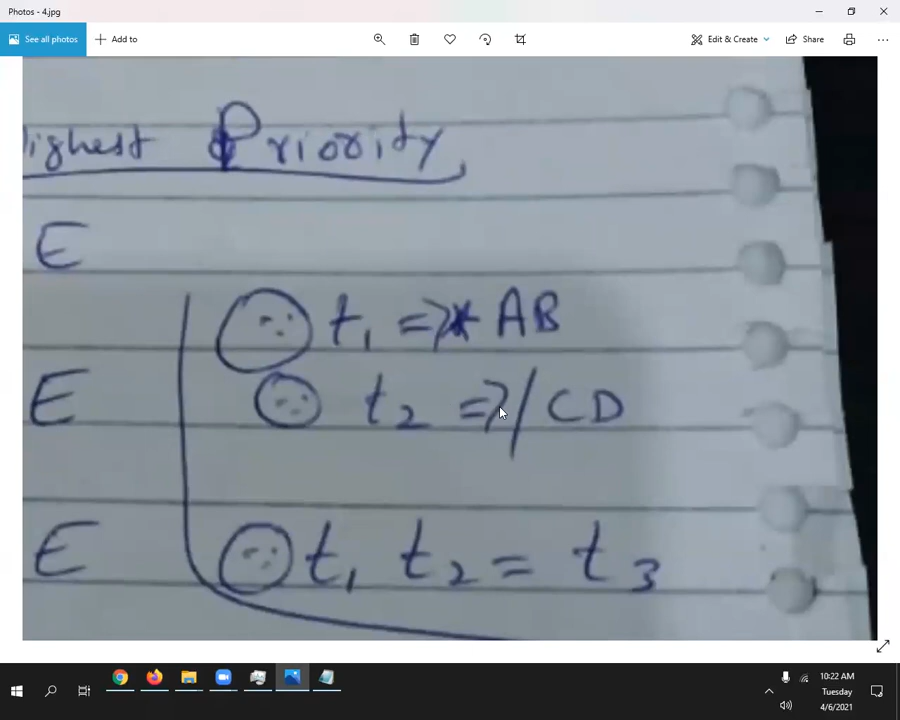 Photos - 4.jpg
See all photos
Add to
Edit & Create
Share
ighest Priority
E
t1 => * AB
E t2 => / CD
E t1 t2 = t3
10:22 AM
Tuesday
4/6/2021